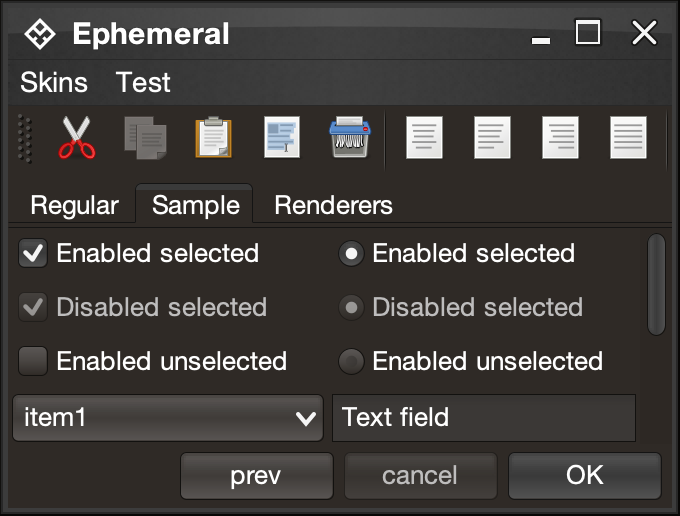 Ephemeral
Skins Test
Regular Sample Renderers
Enabled selected Enabled selected
Disabled selected Disabled selected
Enabled unselected Enabled unselected
item1 Text field
prev cancel OK